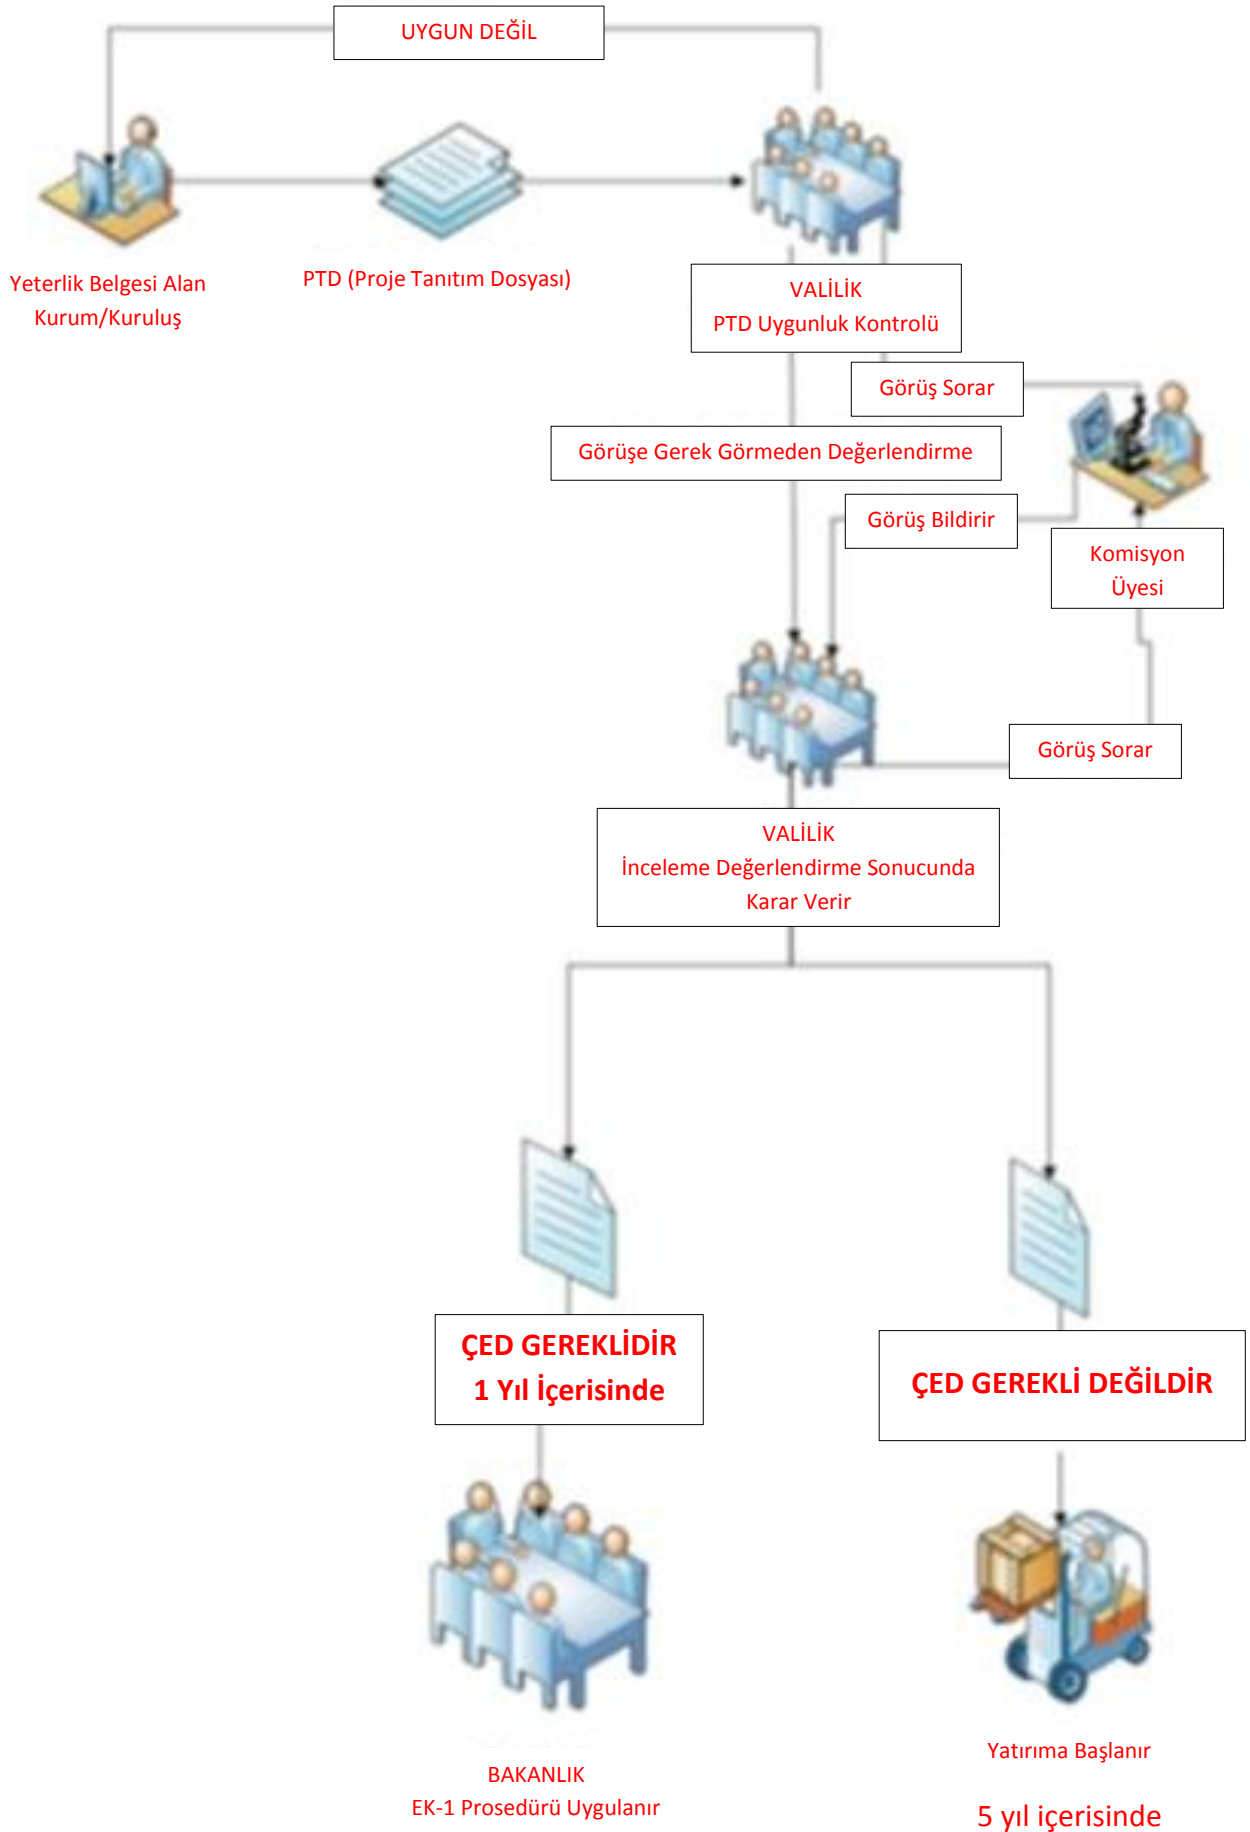 UYGUN DEĞİL
Yeterlik Belgesi Alan
Kurum/Kuruluş
PTD (Proje Tanıtım Dosyası)
VALİLİK
PTD Uygunluk Kontrolü
Görüş Sorar
Görüşe Gerek Görmeden Değerlendirme
Görüş Bildirir
Komisyon
Üyesi
Görüş Sorar
VALİLİK
İnceleme Değerlendirme Sonucunda
Karar Verir
ÇED GEREKLİDİR
1 Yıl İçerisinde
ÇED GEREKLİ DEĞİLDİR
BAKANLIK
EK-1 Prosedürü Uygulanır
Yatırıma Başlanır
5 yıl içerisinde